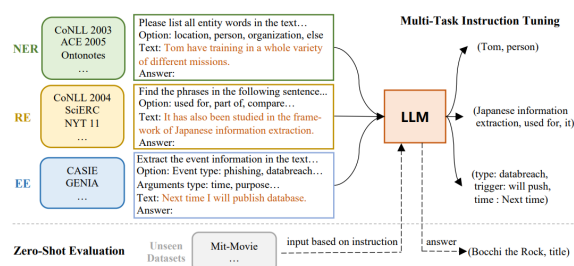 Multi-Task Instruction Tuning
NER
CoNLL 2003
ACE 2005
Ontonotes
…
Please list all entity words in the text…
Option: location, person, organization, else
Text: Tom have training in a whole variety
of different missions.
Answer:
(Tom, person)
RE
CoNLL 2004
SciERC
NYT 11
…
Find the phrases in the following sentence...
Option: used for, part of, compare…
Text: It has also been studied in the frame-
work of Japanese information extraction.
Answer:
LLM
(Japanese information
extraction, used for, it)
EE
CASIE
GENIA
…
Extract the event information in the text…
Option: Event type: phishing, databreach…
Arguments type: time, purpose…
Text: Next time I will publish database.
Answer:
(type: databreach,
trigger: will push,
time : Next time)
Zero-Shot Evaluation
Unseen
Datasets
Mit-Movie
…
input based on instruction
answer
(Bocchi the Rock, title)